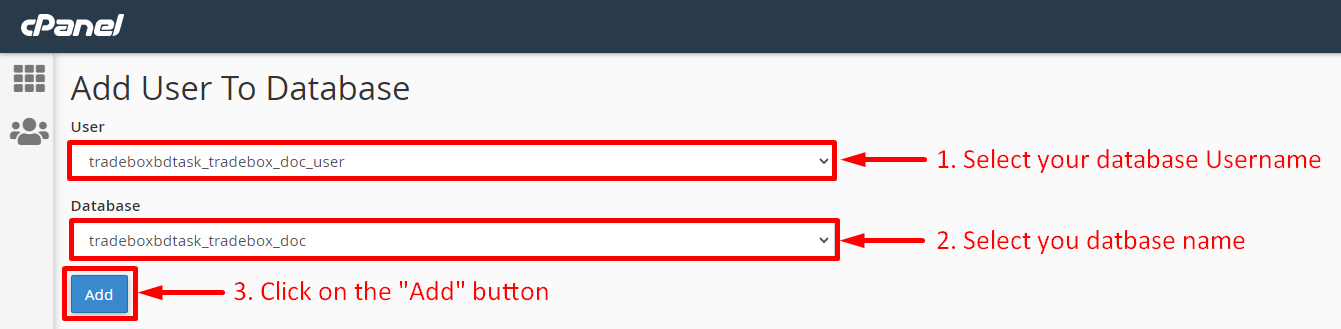 cPanel
Add User To Database
User
tradeboxbdtask_tradebox_doc_user
1. Select your database Username
Database
tradeboxbdtask_tradebox_doc
2. Select you datbase name
Add
3. Click on the "Add" button